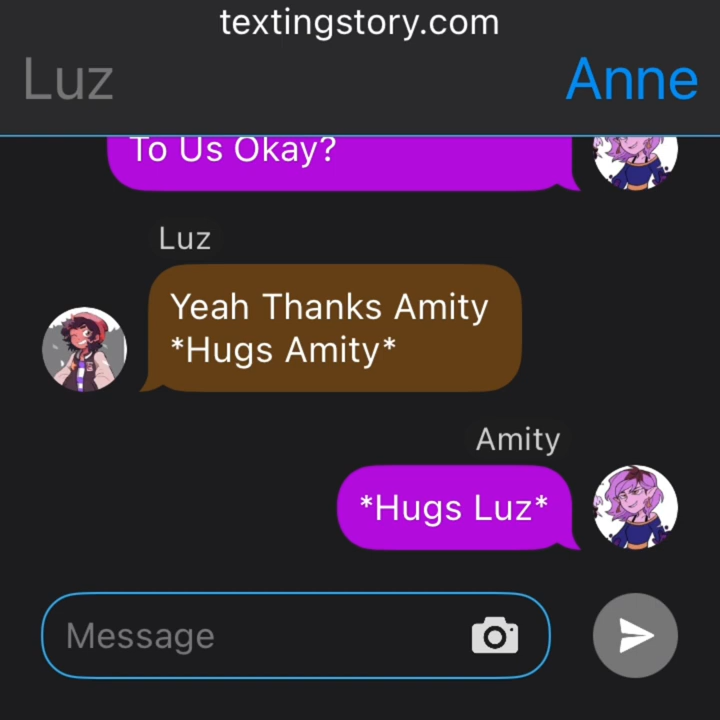 textingstory.com
Luz
Anne
To Us Okay?
Luz
Yeah Thanks Amity
*Hugs Amity*
Amity
*Hugs Luz*
Message